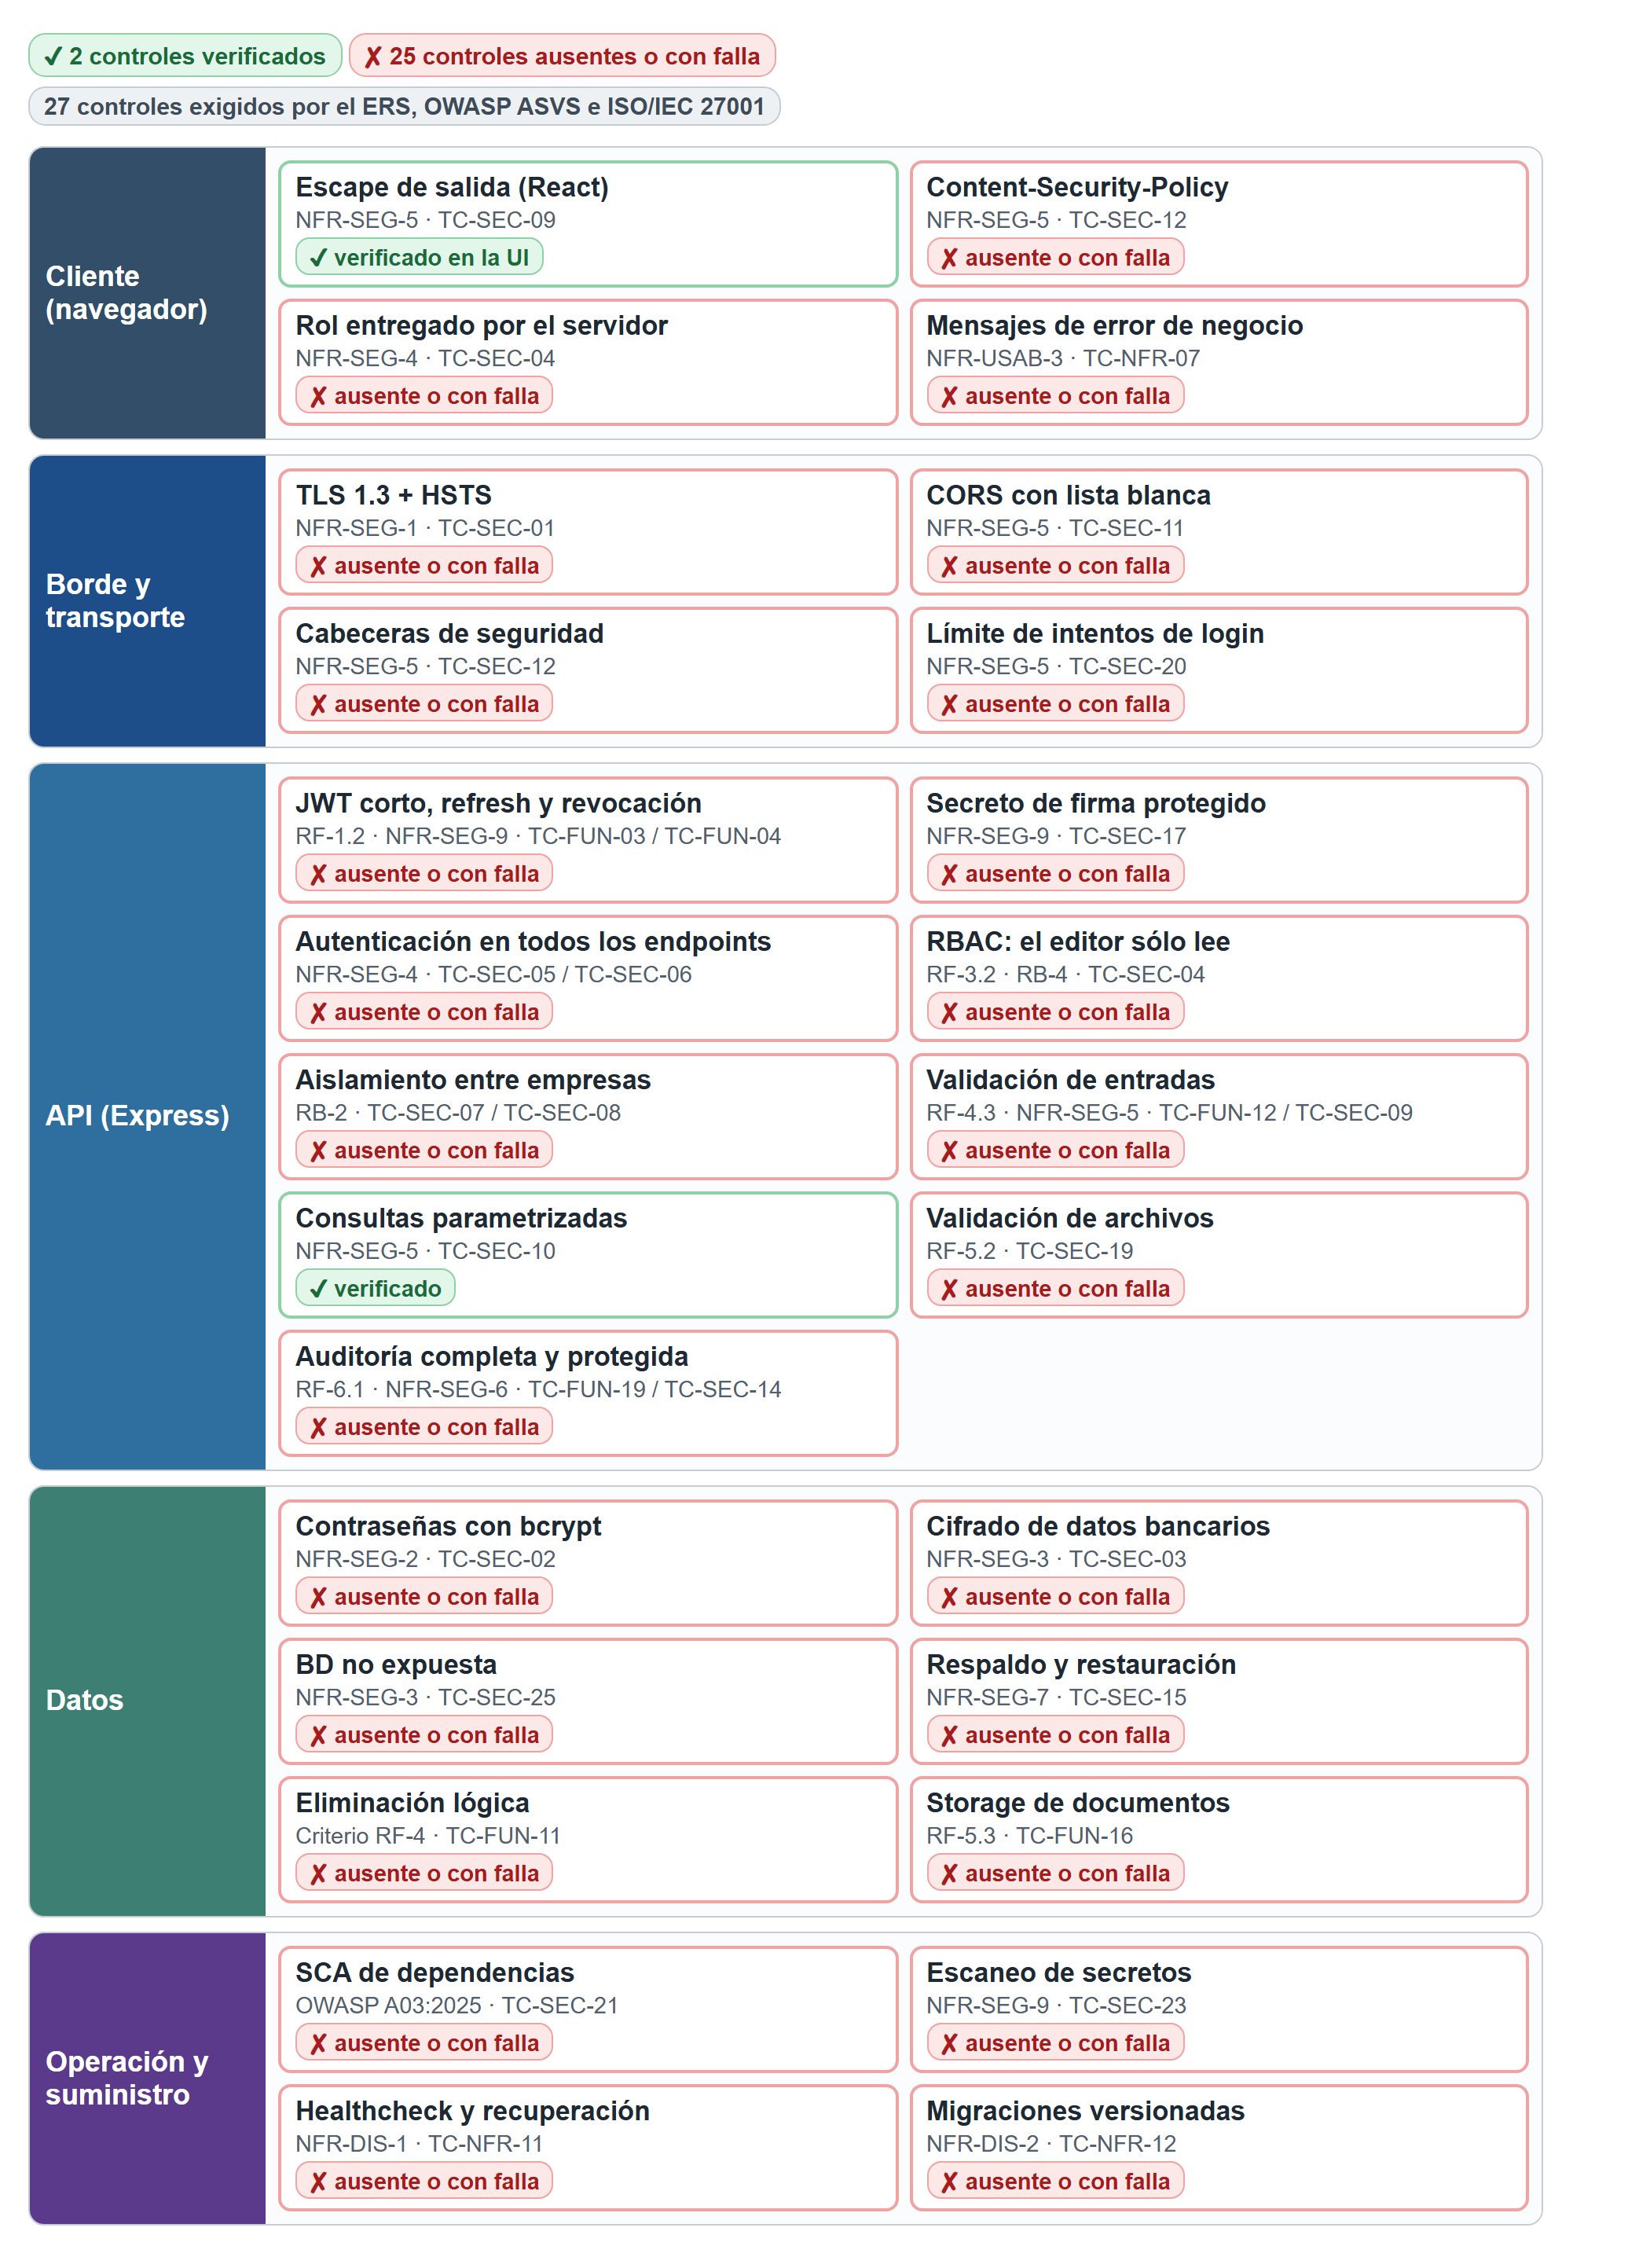 ✓ 2 controles verificados ✗ 25 controles ausentes o con falla
27 controles exigidos por el ERS, OWASP ASVS e ISO/IEC 27001
Cliente
(navegador)
Escape de salida (React)
NFR-SEG-5 · TC-SEC-09
✓ verificado en la UI
Content-Security-Policy
NFR-SEG-5 · TC-SEC-12
✗ ausente o con falla
Rol entregado por el servidor
NFR-SEG-4 · TC-SEC-04
✗ ausente o con falla
Mensajes de error de negocio
NFR-USAB-3 · TC-NFR-07
✗ ausente o con falla
Borde y
transporte
TLS 1.3 + HSTS
NFR-SEG-1 · TC-SEC-01
✗ ausente o con falla
CORS con lista blanca
NFR-SEG-5 · TC-SEC-11
✗ ausente o con falla
Cabeceras de seguridad
NFR-SEG-5 · TC-SEC-12
✗ ausente o con falla
Límite de intentos de login
NFR-SEG-5 · TC-SEC-20
✗ ausente o con falla
API (Express)
JWT corto, refresh y revocación
RF-1.2 · NFR-SEG-9 · TC-FUN-03 / TC-FUN-04
✗ ausente o con falla
Secreto de firma protegido
NFR-SEG-9 · TC-SEC-17
✗ ausente o con falla
Autenticación en todos los endpoints
NFR-SEG-4 · TC-SEC-05 / TC-SEC-06
✗ ausente o con falla
RBAC: el editor sólo lee
RF-3.2 · RB-4 · TC-SEC-04
✗ ausente o con falla
Aislamiento entre empresas
RB-2 · TC-SEC-07 / TC-SEC-08
✗ ausente o con falla
Validación de entradas
RF-4.3 · NFR-SEG-5 · TC-FUN-12 / TC-SEC-09
✗ ausente o con falla
Consultas parametrizadas
NFR-SEG-5 · TC-SEC-10
✓ verificado
Validación de archivos
RF-5.2 · TC-SEC-19
✗ ausente o con falla
Auditoría completa y protegida
RF-6.1 · NFR-SEG-6 · TC-FUN-19 / TC-SEC-14
✗ ausente o con falla
Datos
Contraseñas con bcrypt
NFR-SEG-2 · TC-SEC-02
✗ ausente o con falla
Cifrado de datos bancarios
NFR-SEG-3 · TC-SEC-03
✗ ausente o con falla
BD no expuesta
NFR-SEG-3 · TC-SEC-25
✗ ausente o con falla
Respaldo y restauración
NFR-SEG-7 · TC-SEC-15
✗ ausente o con falla
Eliminación lógica
Criterio RF-4 · TC-FUN-11
✗ ausente o con falla
Storage de documentos
RF-5.3 · TC-FUN-16
✗ ausente o con falla
Operación y
suministro
SCA de dependencias
OWASP A03:2025 · TC-SEC-21
✗ ausente o con falla
Escaneo de secretos
NFR-SEG-9 · TC-SEC-23
✗ ausente o con falla
Healthcheck y recuperación
NFR-DIS-1 · TC-NFR-11
✗ ausente o con falla
Migraciones versionadas
NFR-DIS-2 · TC-NFR-12
✗ ausente o con falla